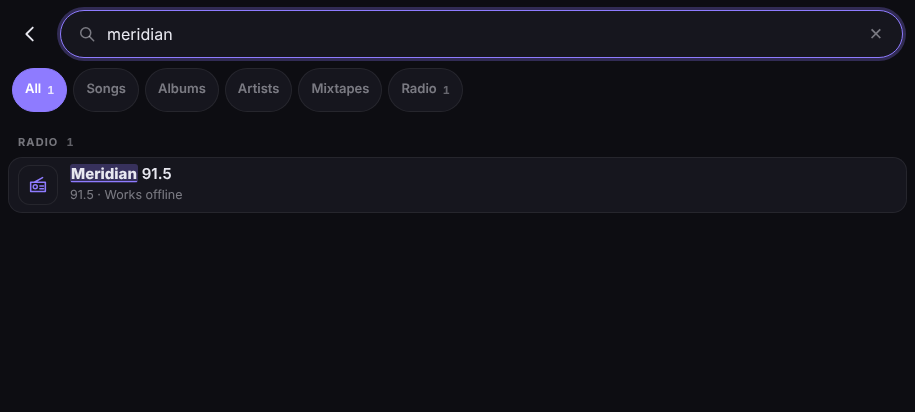 meridian
All 1 Songs Albums Artists Mixtapes Radio 1
RADIO 1
Meridian 91.5
91.5 · Works offline